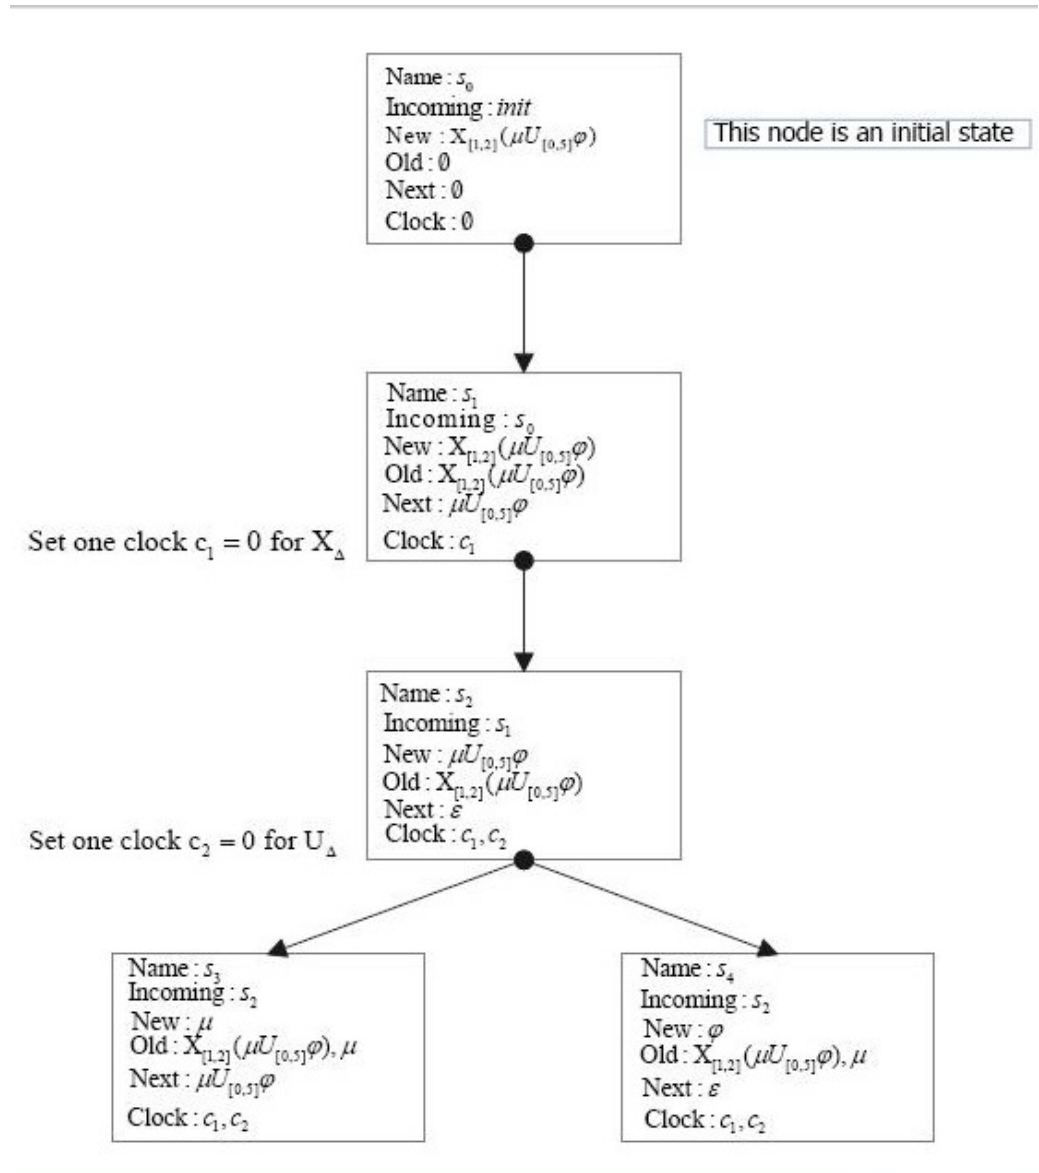 Name : s₀
Incoming : init
New : X[1,2](μU[0,5]φ)
Old : ∅
Next : ∅
Clock : ∅
This node is an initial state
Name : s₁
Incoming : s₀
New : X[1,2](μU[0,5]φ)
Old : X[1,2](μU[0,5]φ)
Next : μU[0,5]φ
Clock : c₁
Set one clock c₁ = 0 for X_Δ
Name : s₂
Incoming : s₁
New : μU[0,5]φ
Old : X[1,2](μU[0,5]φ)
Next : ε
Clock : c₁, c₂
Set one clock c₂ = 0 for U_Δ
Name : s₃
Incoming : s₂
New : μ
Old : X[1,2](μU[0,5]φ), μ
Next : μU[0,5]φ
Clock : c₁, c₂
Name : s₄
Incoming : s₂
New : φ
Old : X[1,2](μU[0,5]φ), μ
Next : ε
Clock : c₁, c₂